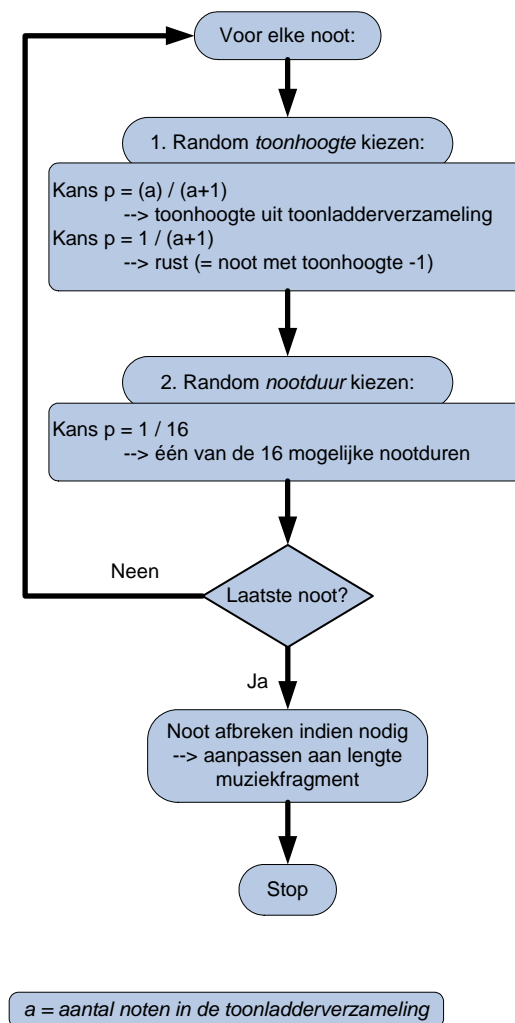 Voor elke noot:
1. Random toonhoogte kiezen:
Kans p = (a) / (a+1)
--> toonhoogte uit toonladderverzameling
Kans p = 1 / (a+1)
--> rust (= noot met toonhoogte -1)
2. Random nootduur kiezen:
Kans p = 1 / 16
--> één van de 16 mogelijke nootduren
Neen
Laatste noot?
Ja
Noot afbreken indien nodig
--> aanpassen aan lengte
muziekfragment
Stop
a = aantal noten in de toonladderverzameling